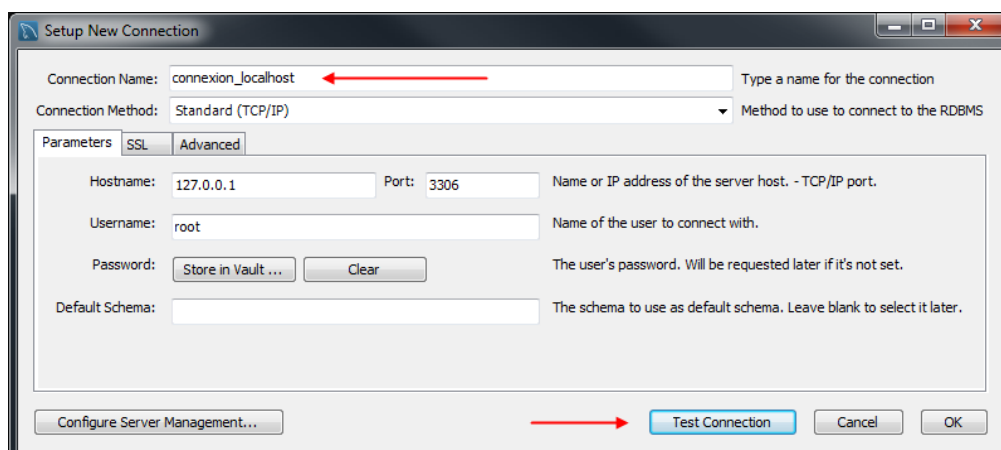 Setup New Connection
Connection Name: connexion_localhost Type a name for the connection
Connection Method: Standard (TCP/IP) Method to use to connect to the RDBMS
Parameters SSL Advanced
Hostname: 127.0.0.1 Port: 3306 Name or IP address of the server host. - TCP/IP port.
Username: root Name of the user to connect with.
Password: Store in Vault ... Clear The user's password. Will be requested later if it's not set.
Default Schema: The schema to use as default schema. Leave blank to select it later.
Configure Server Management... Test Connection Cancel OK